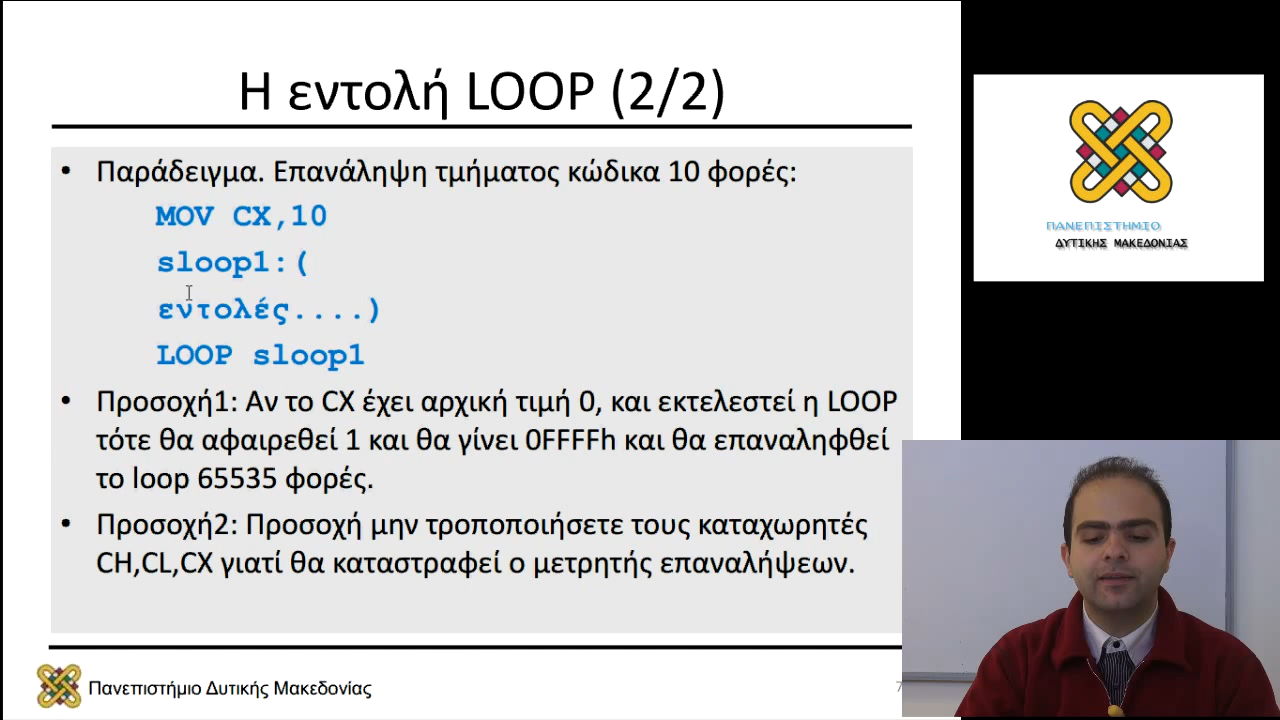 Η εντολή LOOP (2/2)
• Παράδειγμα. Επανάληψη τμήματος κώδικα 10 φορές:
MOV CX,10
sloop1:(
εντολές....)
LOOP sloop1
• Προσοχή1: Αν το CX έχει αρχική τιμή 0, και εκτελεστεί η LOOP
τότε θα αφαιρεθεί 1 και θα γίνει 0FFFFh και θα επαναληφθεί
το loop 65535 φορές.
• Προσοχή2: Προσοχή μην τροποποιήσετε τους καταχωρητές
CH,CL,CX γιατί θα καταστραφεί ο μετρητής επαναλήψεων.
Πανεπιστήμιο Δυτικής Μακεδονίας
7
ΠΑΝΕΠΙΣΤΗΜΙΟ
ΔΥΤΙΚΗΣ ΜΑΚΕΔΟΝΙΑΣ